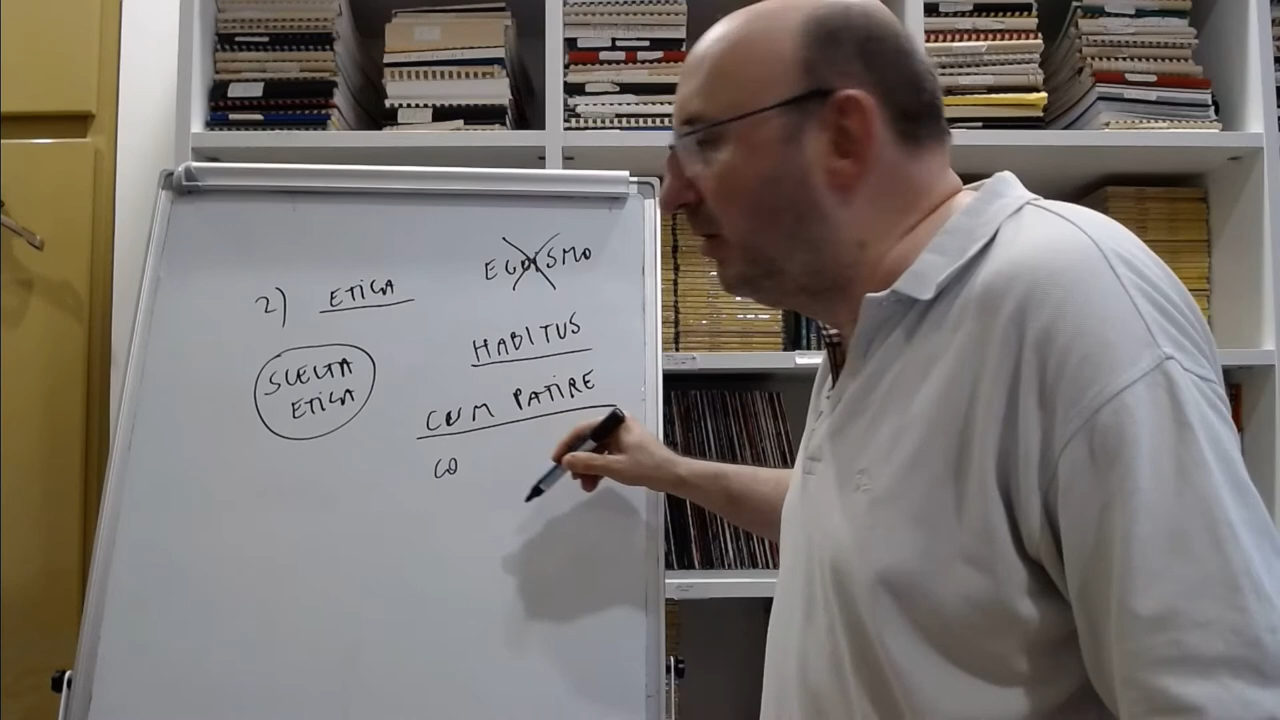 2) ETICA
SCELTA
ETICA
EGOISMO
HABITUS
CUM PATIRE
CO